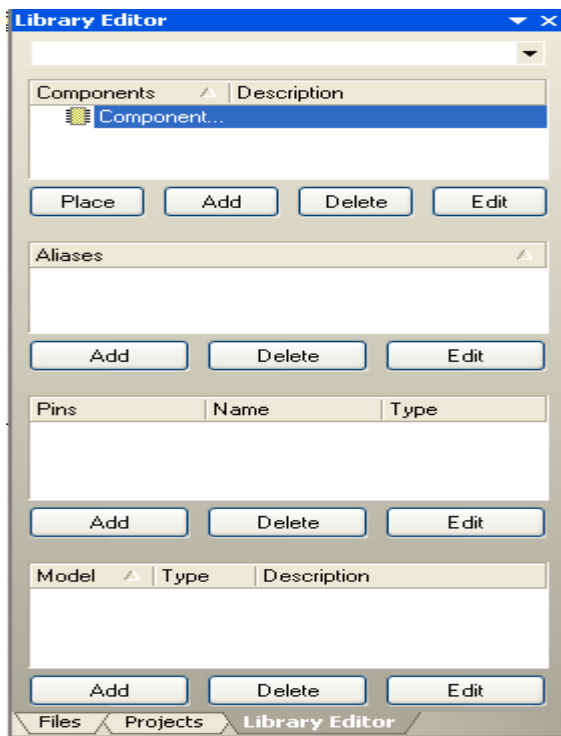 Library Editor
Components Description
Component...
Place Add Delete Edit
Aliases
Add Delete Edit
Pins Name Type
Add Delete Edit
Model Type Description
Add Delete Edit
Files Projects Library Editor